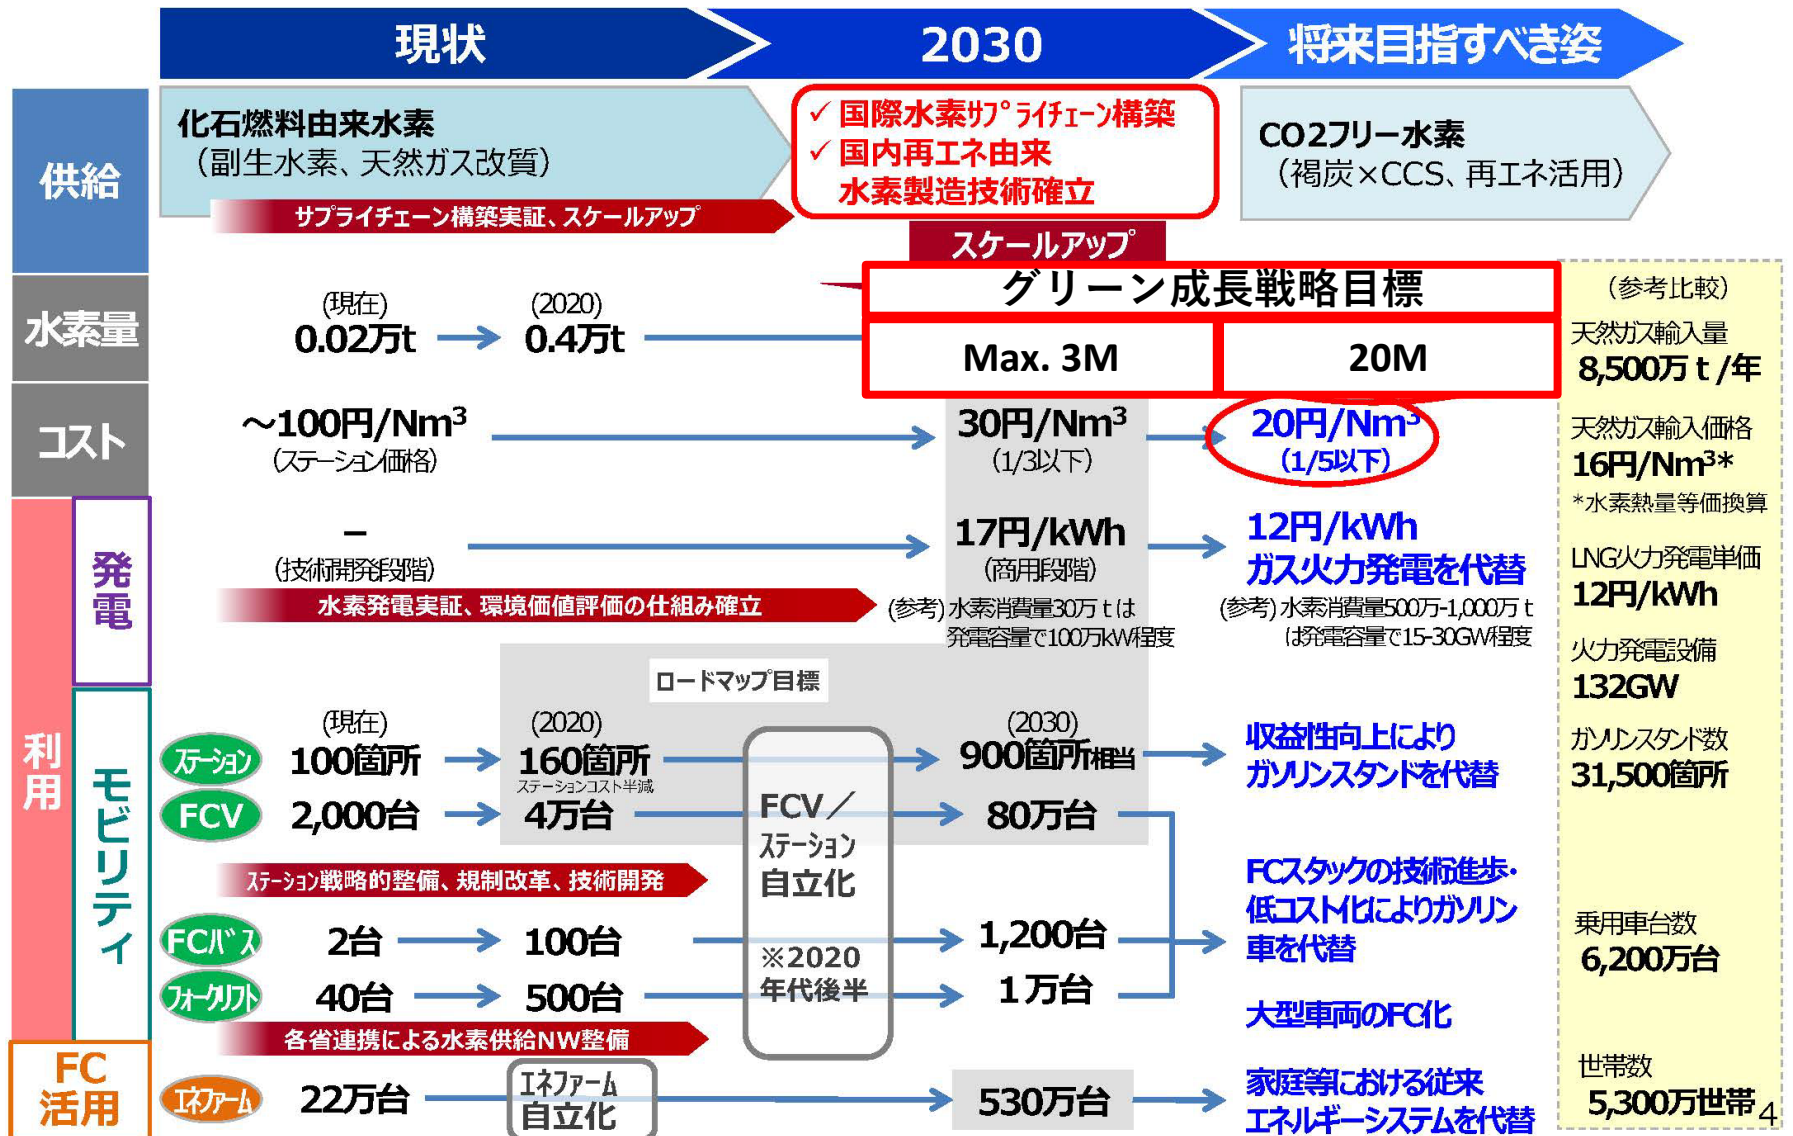 現状
2030
将来目指すべき姿
供給
化石燃料由来水素
（副生水素、天然ガス改質）
サプライチェーン構築実証、スケールアップ
✓ 国際水素ｻﾌﾟﾗｲﾁｪｰﾝ構築
✓ 国内再エネ由来
水素製造技術確立
スケールアップ
CO2フリー水素
（褐炭×CCS、再エネ活用）
グリーン成長戦略目標
Max. 3M
20M
水素量
(現在)
0.02万t
(2020)
0.4万t
コスト
～100円/Nm³
(ステーション価格)
30円/Nm³
(1/3以下)
20円/Nm³
(1/5以下)
利用
発電
－
(技術開発段階)
17円/kWh
(商用段階)
12円/kWh
ガス火力発電を代替
水素発電実証、環境価値評価の仕組み確立
(参考) 水素消費量30万ｔは
発電容量で100万kW程度
(参考) 水素消費量500万-1,000万ｔ
は発電容量で15-30GW程度
ロードマップ目標
モビリティ
ｽﾃｰｼｮﾝ
(現在)
100箇所
(2020)
160箇所
ステーションコスト半減
(2030)
900箇所相当
収益性向上により
ガソリンスタンドを代替
FCV
2,000台
4万台
80万台
FCV／
ｽﾃｰｼｮﾝ
自立化
※2020
年代後半
ｽﾃｰｼｮﾝ戦略的整備、規制改革、技術開発
FCスタックの技術進歩・
低コスト化によりガソリン
車を代替
FCﾊﾞｽ
2台
100台
1,200台
ﾌｫｰｸﾘﾌﾄ
40台
500台
1万台
大型車両のFC化
各省連携による水素供給NW整備
FC
活用
ｴﾈﾌｧｰﾑ
22万台
ｴﾈﾌｧｰﾑ
自立化
530万台
家庭等における従来
エネルギーシステムを代替
（参考比較）
天然ガス輸入量
8,500万ｔ/年
天然ガス輸入価格
16円/Nm³*
*水素熱量等価換算
LNG火力発電単価
12円/kWh
火力発電設備
132GW
ガソリンスタンド数
31,500箇所
乗用車台数
6,200万台
世帯数
5,300万世帯
4